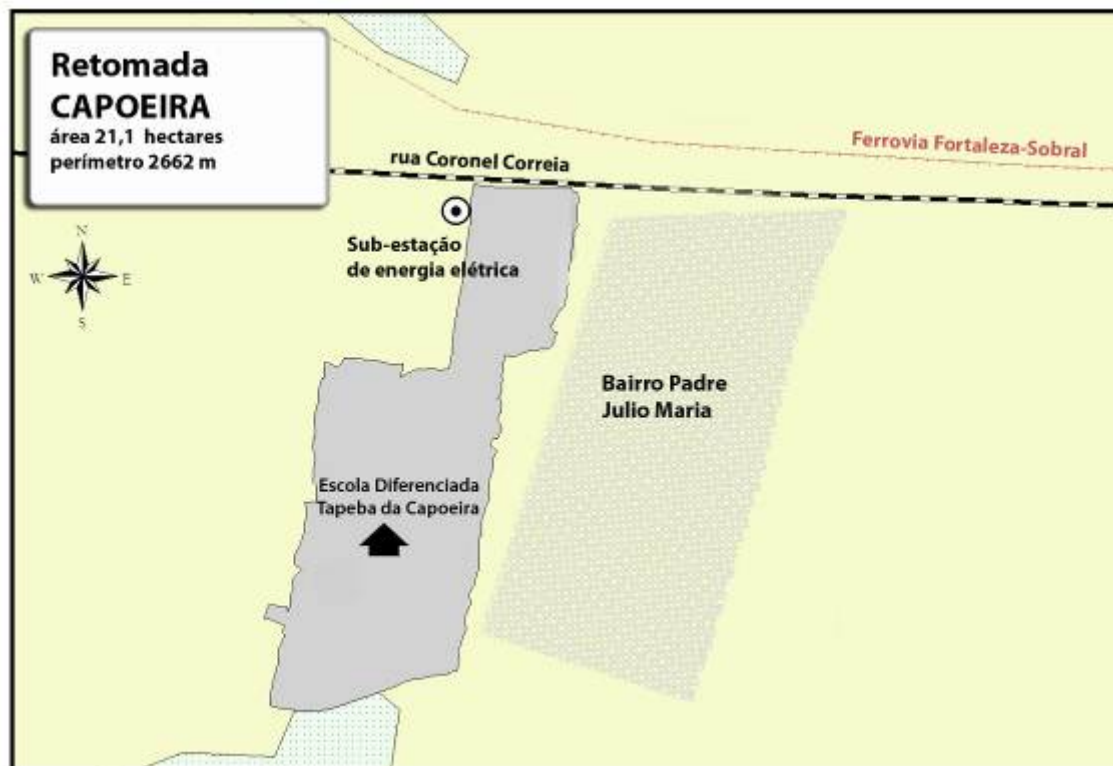 Retomada
CAPOEIRA
área 21,1 hectares
perímetro 2662 m
Ferrovia Fortaleza-Sobral
rua Coronel Correia
N
W
E
S
Sub-estação
de energia elétrica
Bairro Padre
Julio Maria
Escola Diferenciada
Tapeba da Capoeira